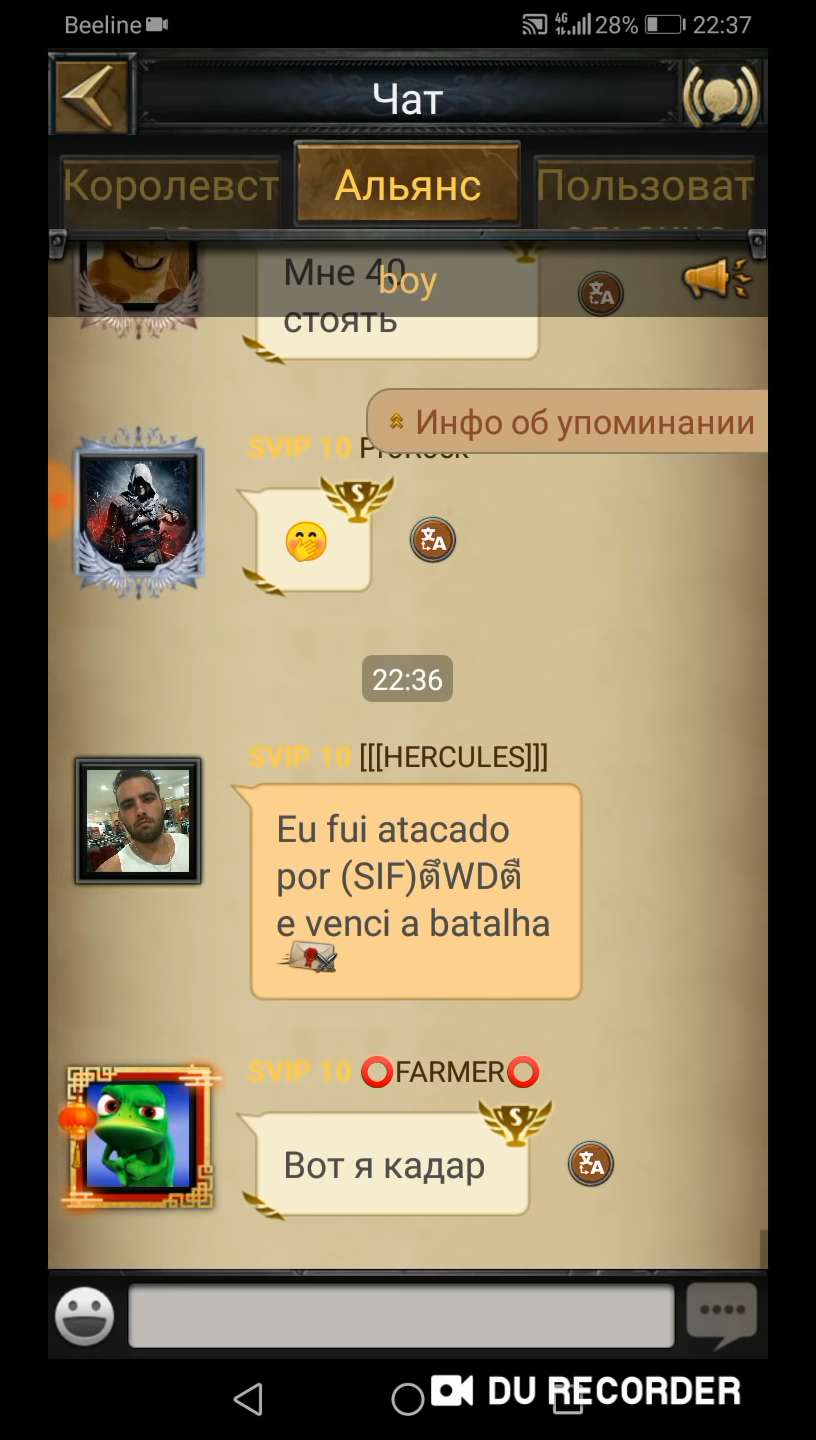 Beeline 4G 28% 22:37
Чат
Королевст Альянс Пользоват
Мне 40
boy
стоять
Инфо об упоминании
SVIP 10
22:36
SVIP 10 [[[HERCULES]]]
Eu fui atacado
por (SIF)ตึWDตื
e venci a batalha
SVIP 10 ⭕FARMER⭕
S
Вот я кадар
DU RECORDER